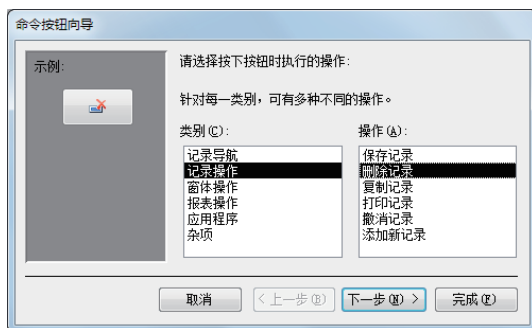 命令按钮向导
示例:
请选择按下按钮时执行的操作:
针对每一类别，可有多种不同的操作。
类别(C):
操作(A):
记录导航
记录操作
窗体操作
报表操作
应用程序
杂项
保存记录
删除记录
复制记录
打印记录
撤消记录
添加新记录
取消
<上一步(B)
下一步(N) >
完成(F)